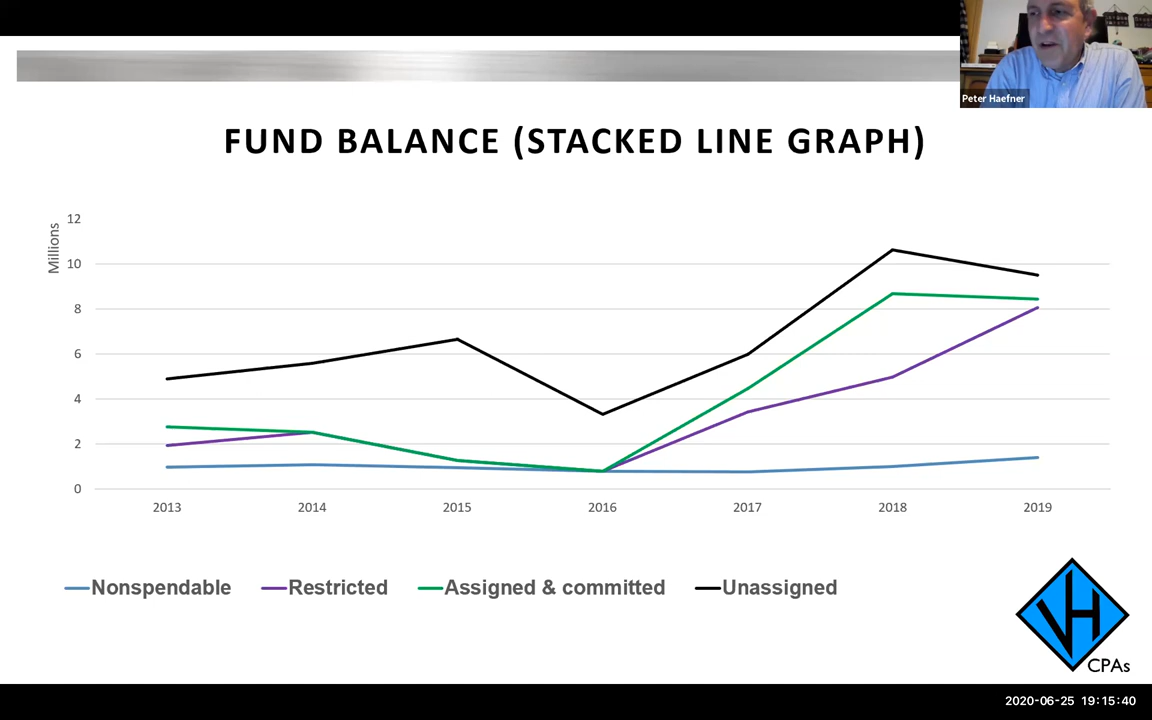 Peter Haefner
FUND BALANCE (STACKED LINE GRAPH)
Millions
12
10
8
6
4
2
0
2013 2014 2015 2016 2017 2018 2019
Nonspendable Restricted Assigned & committed Unassigned
VH
CPAs
2020-06-25 19:15:40